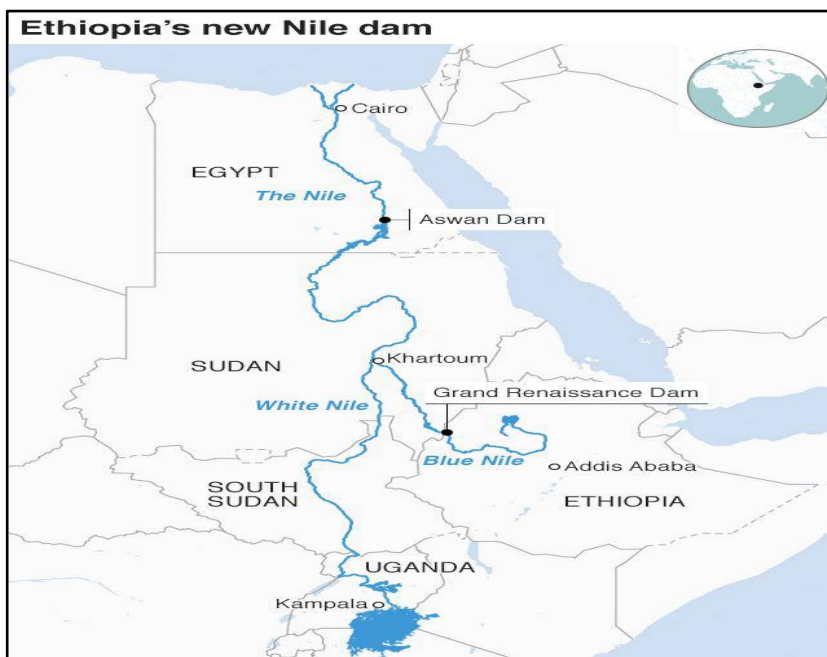 Ethiopia's new Nile dam
Cairo
EGYPT
The Nile
Aswan Dam
SUDAN
Khartoum
Grand Renaissance Dam
White Nile
Blue Nile
Addis Ababa
SOUTH
SUDAN
ETHIOPIA
UGANDA
Kampala